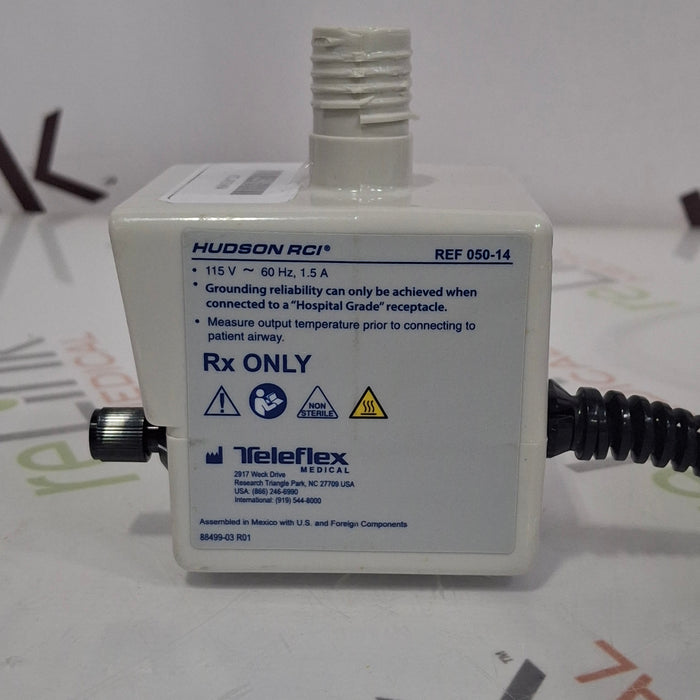 HUDSON RCI®
REF 050-14
• 115 V ~ 60 Hz, 1.5 A
• Grounding reliability can only be achieved when
connected to a "Hospital Grade" receptacle.
• Measure output temperature prior to connecting to
patient airway.
Rx ONLY
NON
STERILE
Teleflex
MEDICAL
2917 Weck Drive
Research Triangle Park, NC 27709 USA
USA: (866) 246-6990
International: (919) 544-8000
Assembled in Mexico with U.S. and Foreign Components
88499-03 R01
TM